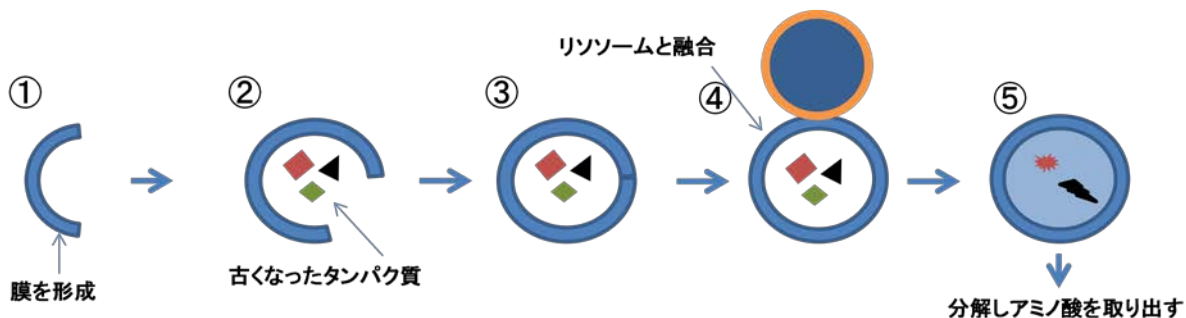 リソソームと融合
①
②
③
④
⑤
古くなったタンパク質
膜を形成
分解しアミノ酸を取り出す